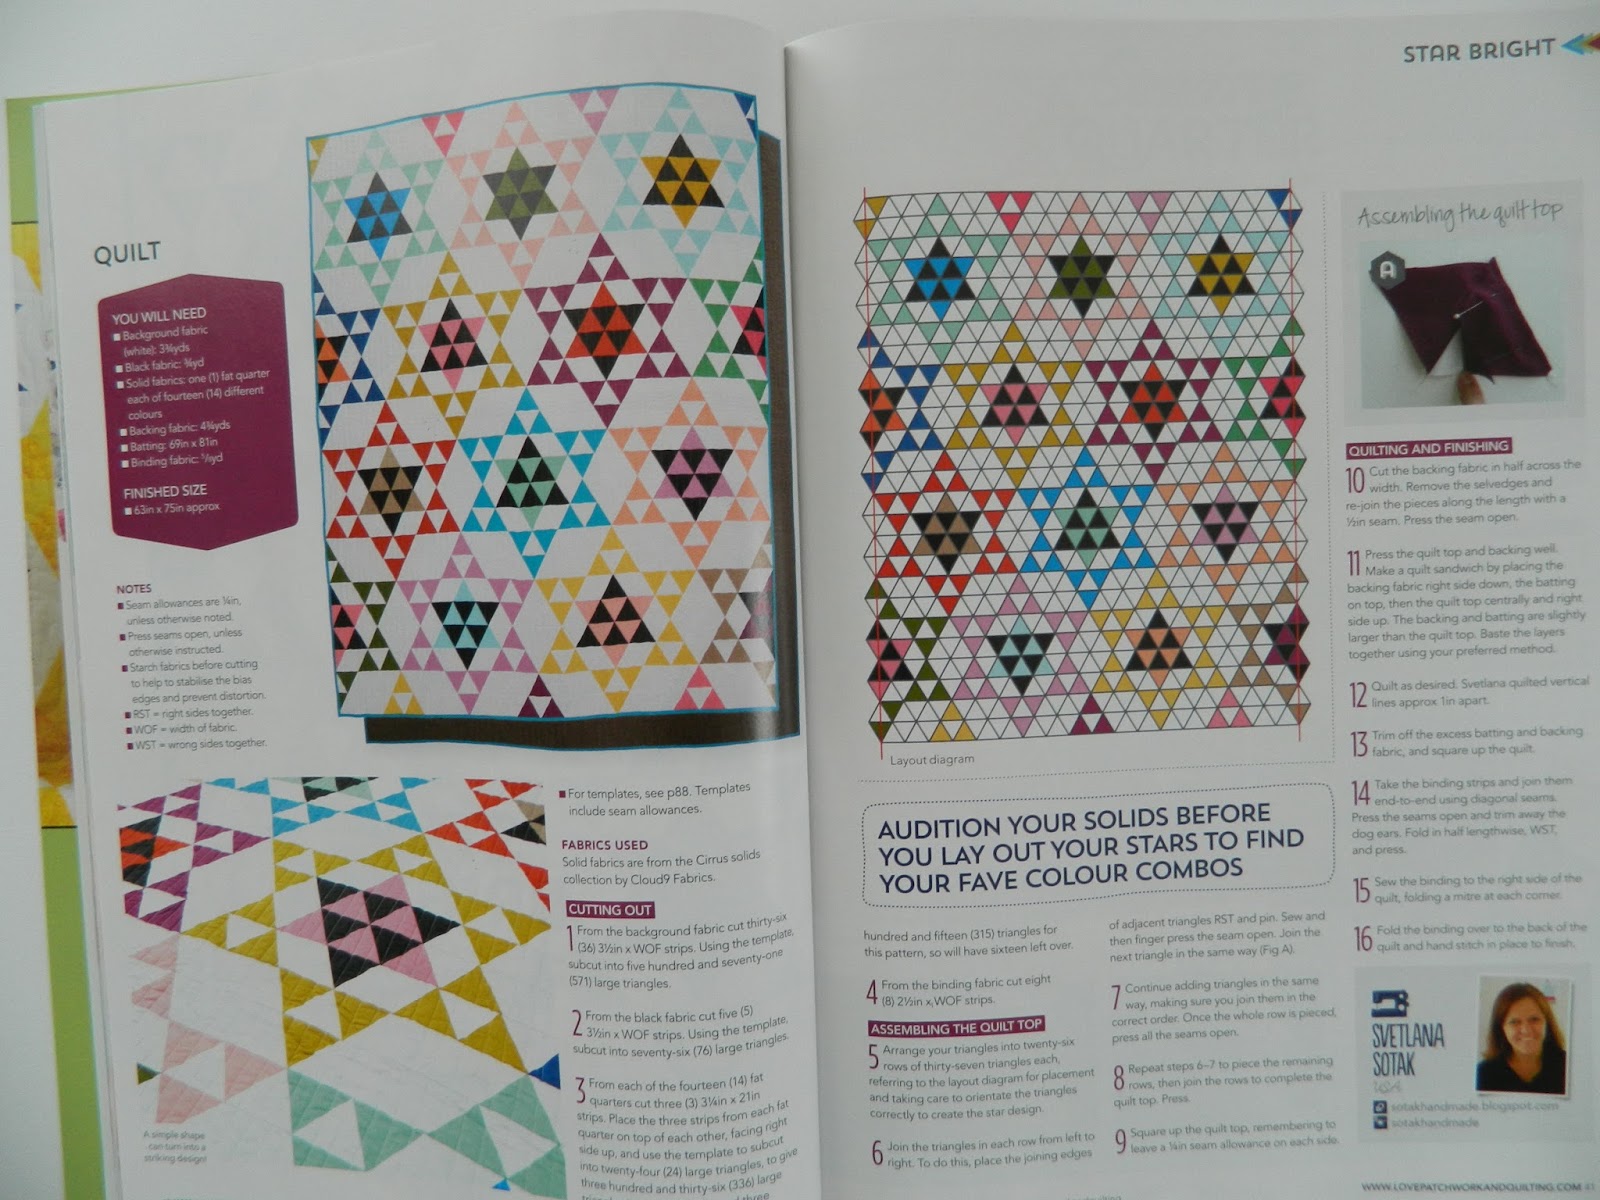 QUILT
YOU WILL NEED
■ Background fabric
(white): 3¾yds
■ Black fabric: ¾yd
■ Solid fabrics: one (1) fat quarter
each of fourteen (14) different
colours
■ Backing fabric: 4¾yds
■ Batting: 69in x 81in
■ Binding fabric: ⅝yd
FINISHED SIZE
■ 63in x 75in approx
NOTES
■ Seam allowances are ¼in,
unless otherwise noted.
■ Press seams open, unless
otherwise instructed.
■ Starch fabrics before cutting
to help to stabilise the bias
edges and prevent distortion.
■ RST = right sides together.
■ WOF = width of fabric.
■ WST = wrong sides together.
A simple shape
can turn into a
striking design!
■ For templates, see p88. Templates
include seam allowances.
FABRICS USED
Solid fabrics are from the Cirrus solids
collection by Cloud9 Fabrics.
CUTTING OUT
1 From the background fabric cut thirty-six
(36) 3½in x WOF strips. Using the template,
subcut into five hundred and seventy-one
(571) large triangles.
2 From the black fabric cut five (5)
3½in x WOF strips. Using the template,
subcut into seventy-six (76) large triangles.
3 From each of the fourteen (14) fat
quarters cut three (3) 3¼in x 21in
strips. Place the three strips from each fat
quarter on top of each other, facing right
side up, and use the template to subcut
into twenty-four (24) large triangles, to give
three hundred and thirty-six (336) large
three
STAR BRIGHT
Layout diagram
AUDITION YOUR SOLIDS BEFORE
YOU LAY OUT YOUR STARS TO FIND
YOUR FAVE COLOUR COMBOS
hundred and fifteen (315) triangles for
this pattern, so will have sixteen left over.
4 From the binding fabric cut eight
(8) 2½in x WOF strips.
ASSEMBLING THE QUILT TOP
5 Arrange your triangles into twenty-six
rows of thirty-seven triangles each,
referring to the layout diagram for placement
and taking care to orientate the triangles
correctly to create the star design.
6 Join the triangles in each row from left to
right. To do this, place the joining edges
of adjacent triangles RST and pin. Sew and
then finger press the seam open. Join the
next triangle in the same way (Fig A).
7 Continue adding triangles in the same
way, making sure you join them in the
correct order. Once the whole row is pieced,
press all the seams open.
8 Repeat steps 6–7 to piece the remaining
rows, then join the rows to complete the
quilt top. Press.
9 Square up the quilt top, remembering to
leave a ¼in seam allowance on each side.
Assembling the quilt top
A
QUILTING AND FINISHING
10 Cut the backing fabric in half across the
width. Remove the selvedges and
re-join the pieces along the length with a
½in seam. Press the seam open.
11 Press the quilt top and backing well.
Make a quilt sandwich by placing the
backing fabric right side down, the batting
on top, then the quilt top centrally and right
side up. The backing and batting are slightly
larger than the quilt top. Baste the layers
together using your preferred method.
12 Quilt as desired. Svetlana quilted vertical
lines approx 1in apart.
13 Trim off the excess batting and backing
fabric, and square up the quilt.
14 Take the binding strips and join them
end-to-end using diagonal seams.
Press the seams open and trim away the
dog ears. Fold in half lengthwise, WST,
and press.
15 Sew the binding to the right side of the
quilt, folding a mitre at each corner.
16 Fold the binding over to the back of the
quilt and hand stitch in place to finish.
SVETLANA
SOTAK
USA
sotakhandmade.blogspot.com
sotakhandmade
WWW.LOVEPATCHWORKANDQUILTING.COM 41